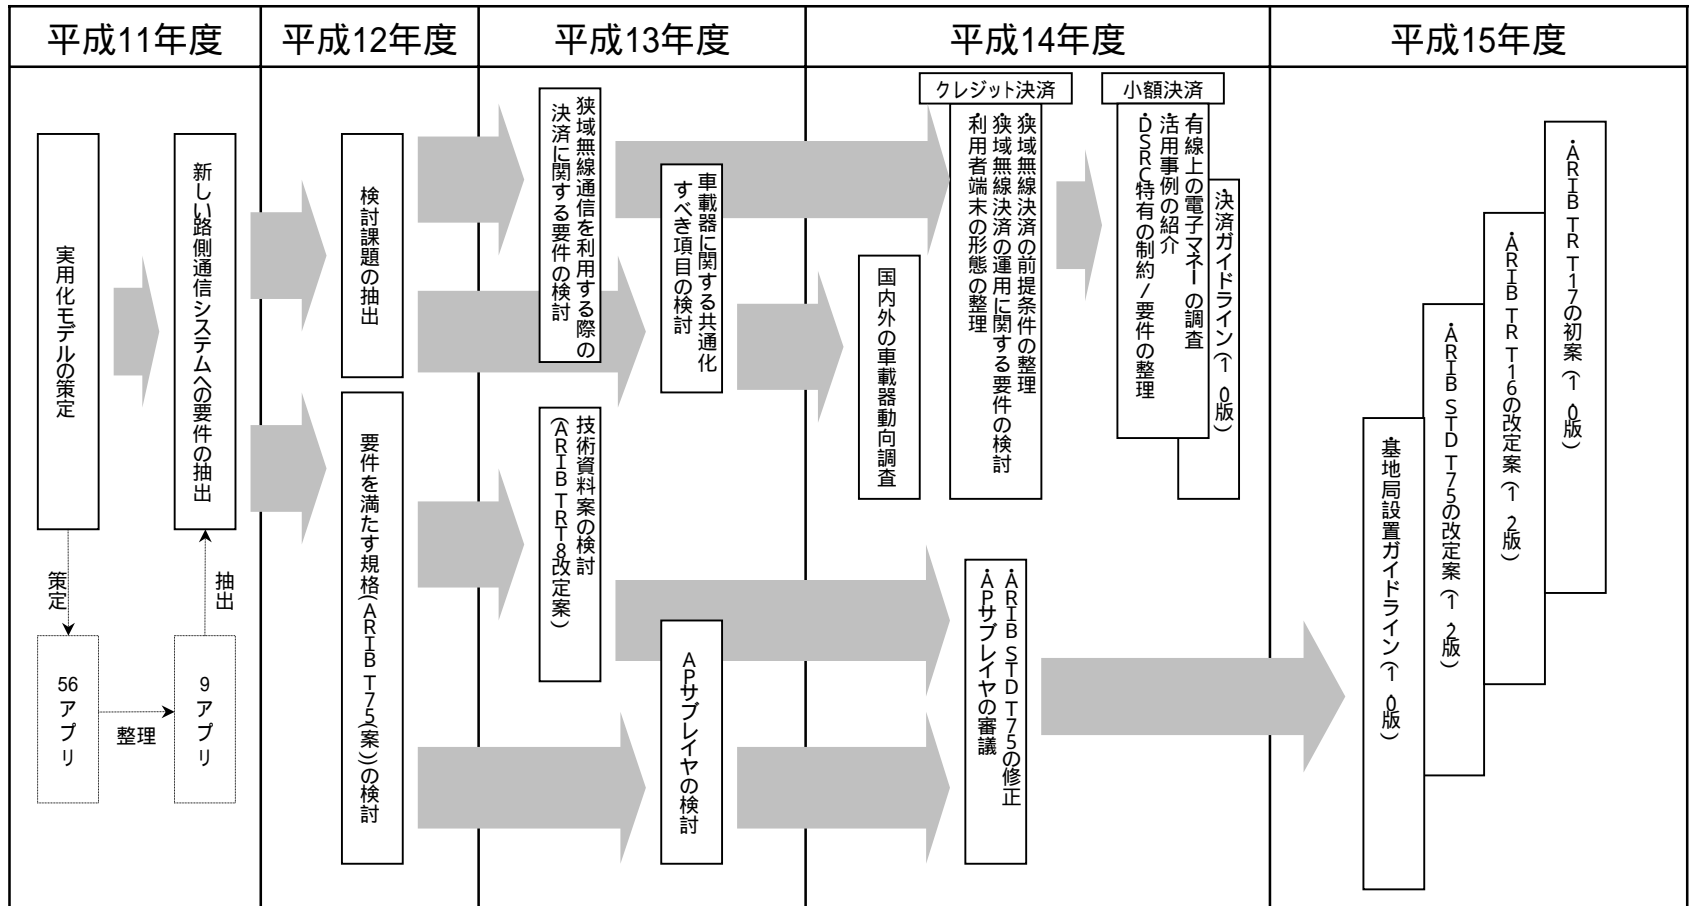 平成11年度
平成12年度
平成13年度
平成14年度
平成15年度
実用化モデルの策定
新しい路側通信システムへの要件の抽出
策定
抽出
56アプリ
整理
9アプリ
検討課題の抽出
要件を満たす規格(ARIB T75(案))の検討
狭域無線通信を利用する際の
決済に関する要件の検討
車載器に関する共通化
すべき項目の検討
技術資料案の検討
(ARIB TRT8改定案)
APサブレイヤの検討
国内外の車載器動向調査
クレジット決済
・狭域無線決済の前提条件の整理
・狭域無線決済の運用に関する要件の検討
・利用者端末の形態の整理
小額決済
・有線上の電子マネーの調査
・活用事例の紹介
・DSRC特有の制約/要件の整理
・決済ガイドライン(1.0版)
・ARIB STD T75の修正
・APサブレイヤの審議
・基地局設置ガイドライン(1.0版)
・ARIB STD T75の改定案(1.2版)
・ARIB TR T16の改定案(1.2版)
・ARIB TR T17の初案(1.0版)